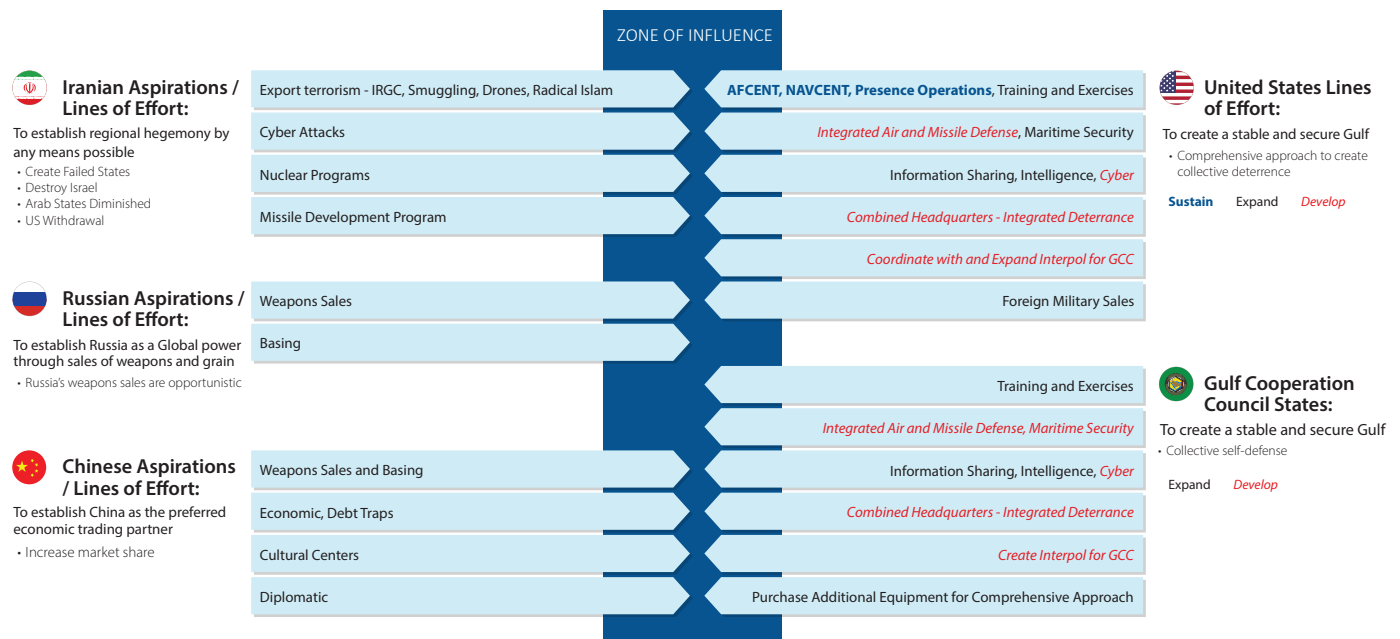 ZONE OF INFLUENCE
Iranian Aspirations /
Lines of Effort:
To establish regional hegemony by
any means possible
• Create Failed States
• Destroy Israel
• Arab States Diminished
• US Withdrawal
Export terrorism - IRGC, Smuggling, Drones, Radical Islam
Cyber Attacks
Nuclear Programs
Missile Development Program
Russian Aspirations /
Lines of Effort:
To establish Russia as a Global power
through sales of weapons and grain
• Russia's weapons sales are opportunistic
Weapons Sales
Basing
Chinese Aspirations
/ Lines of Effort:
To establish China as the preferred
economic trading partner
• Increase market share
Weapons Sales and Basing
Economic, Debt Traps
Cultural Centers
Diplomatic
AFCENT, NAVCENT, Presence Operations, Training and Exercises
Integrated Air and Missile Defense, Maritime Security
Information Sharing, Intelligence, Cyber
Combined Headquarters - Integrated Deterrance
Coordinate with and Expand Interpol for GCC
Foreign Military Sales
United States Lines
of Effort:
To create a stable and secure Gulf
• Comprehensive approach to create
collective deterrence
Sustain Expand Develop
Training and Exercises
Integrated Air and Missile Defense, Maritime Security
Information Sharing, Intelligence, Cyber
Combined Headquarters - Integrated Deterrance
Create Interpol for GCC
Purchase Additional Equipment for Comprehensive Approach
Gulf Cooperation
Council States:
To create a stable and secure Gulf
• Collective self-defense
Expand Develop